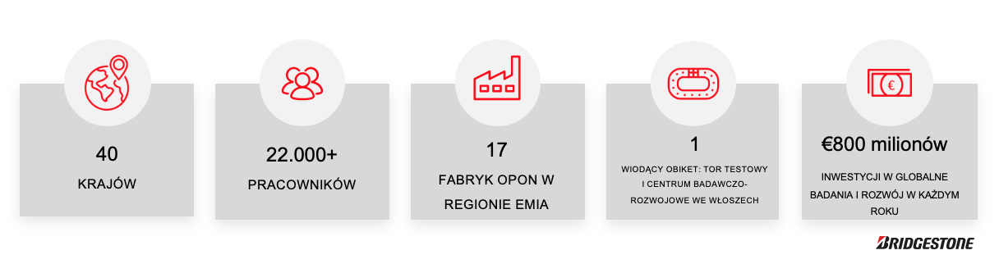 40
KRAJÓW
22.000+
PRACOWNIKÓW
17
FABRYK OPON W
REGIONIE EMIA
1
WIODĄCY OBIKET: TOR TESTOWY
I CENTRUM BADAWCZO-
ROZWOJOWE WE WŁOSZECH
€
€800 milionów
INWESTYCJI W GLOBALNE
BADANIA I ROZWÓJ W KAŻDYM
ROKU
BRIDGESTONE